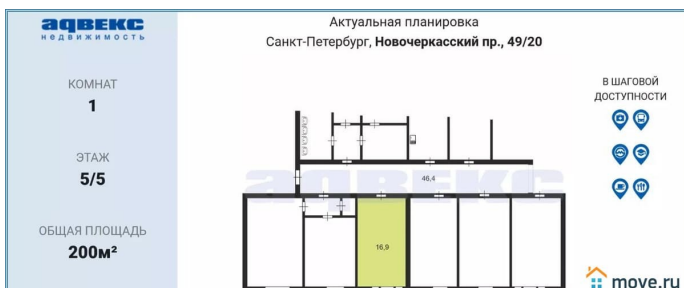 адвекс
недвижимость
КОМНАТ
1
ЭТАЖ
5/5
ОБЩАЯ ПЛОЩАДЬ
200м²
Актуальная планировка
Санкт-Петербург, Новочеркасский пр., 49/20
46,4
адвекс
16,9
В ШАГОВОЙ
ДОСТУПНОСТИ
move.ru